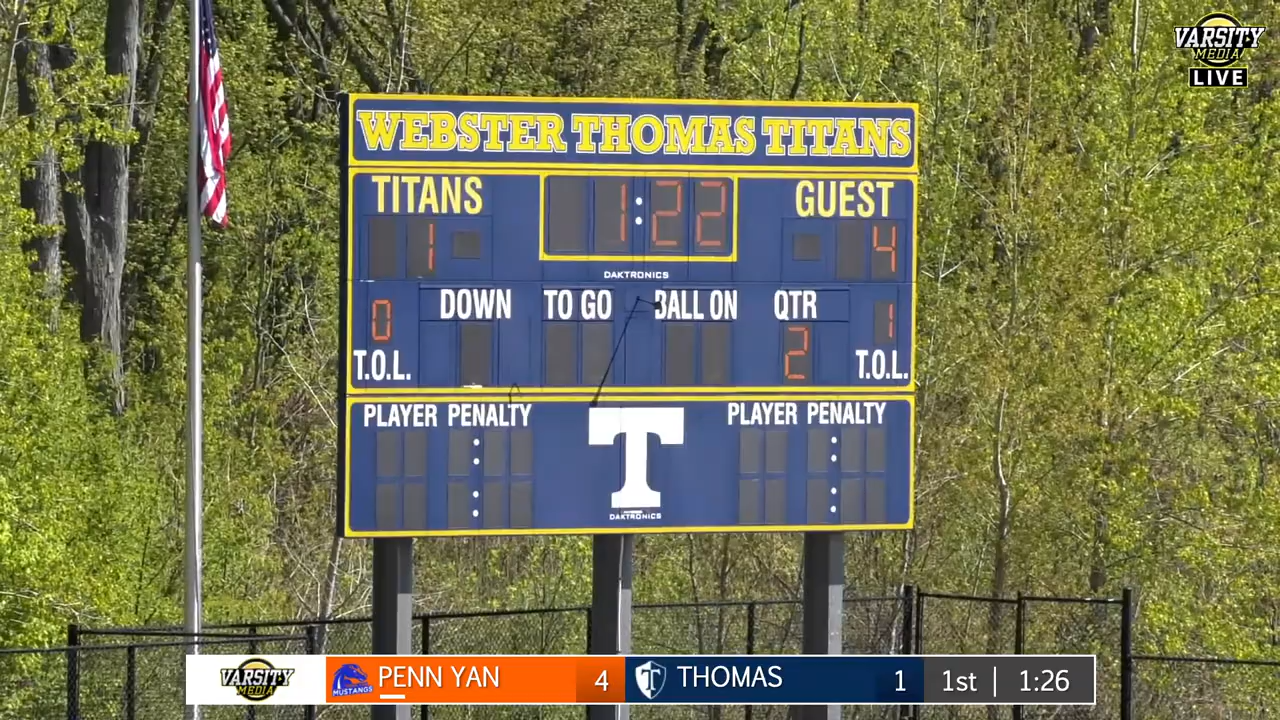 VARSITY
MEDIA
LIVE
WEBSTER THOMAS TITANS
TITANS 1:22 GUEST
1 4
DAKTRONICS
0 DOWN TO GO BALL ON QTR 1
T.O.L. 2 T.O.L.
PLAYER PENALTY PLAYER PENALTY
T
DAKTRONICS
VARSITY
MEDIA
MUSTANGS
PENN YAN 4 THOMAS 1 1st | 1:26